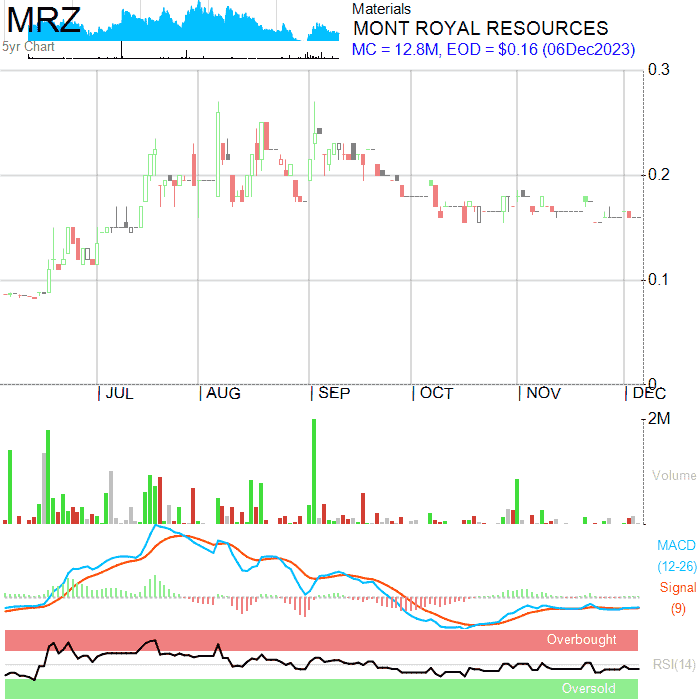 MRZ
5yr Chart
Materials
MONT ROYAL RESOURCES
MC = 12.8M, EOD = $0.16 (06Dec2023)
0.3
0.2
0.1
0
JUL
AUG
SEP
OCT
NOV
DEC
2M
Volume
MACD
(12-26)
Signal
(9)
Overbought
RSI(14)
Oversold